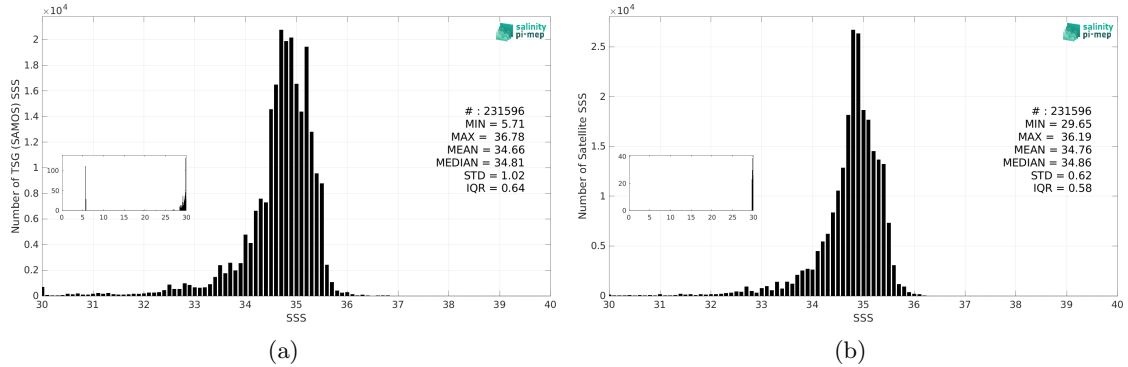 ×10⁴
Number of TSG (SAMOS) SSS
2
1.8
1.6
1.4
1.2
1
0.8
0.6
0.4
0.2
0
30 31 32 33 34 35 36 37 38 39 40
SSS
100
50
0
0 5 10 15 20 25 30
salinity
pi-mep
# : 231596
MIN = 5.71
MAX = 36.78
MEAN = 34.66
MEDIAN = 34.81
STD = 1.02
IQR = 0.64
(a)
×10⁴
Number of Satellite SSS
2.5
2
1.5
1
0.5
0
30 31 32 33 34 35 36 37 38 39 40
SSS
40
30
20
10
0
0 5 10 15 20 25 30
salinity
pi-mep
# : 231596
MIN = 29.65
MAX = 36.19
MEAN = 34.76
MEDIAN = 34.86
STD = 0.62
IQR = 0.58
(b)